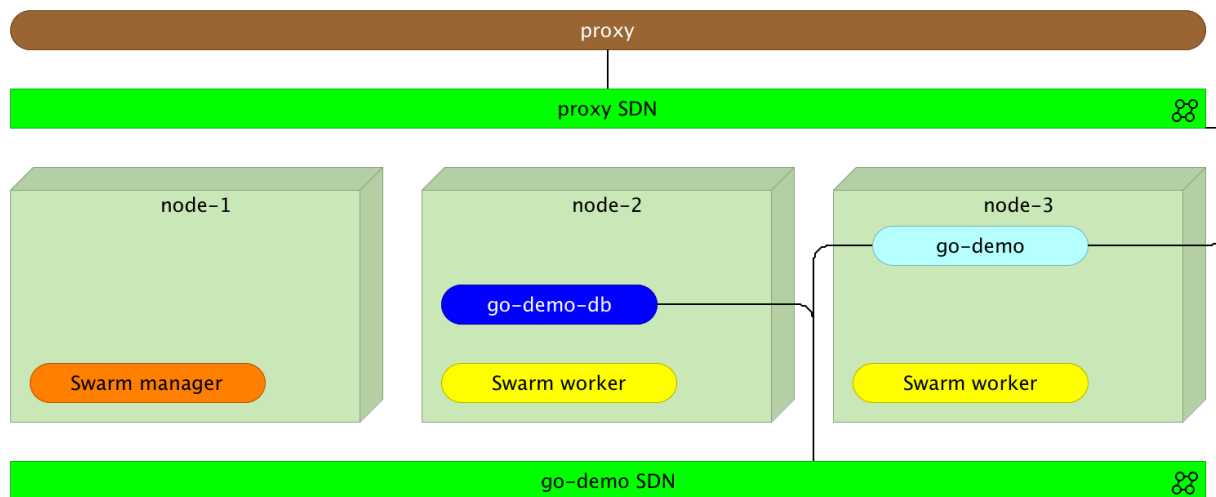 proxy
proxy SDN
node-1
node-2
node-3
go-demo
go-demo-db
Swarm manager
Swarm worker
Swarm worker
go-demo SDN